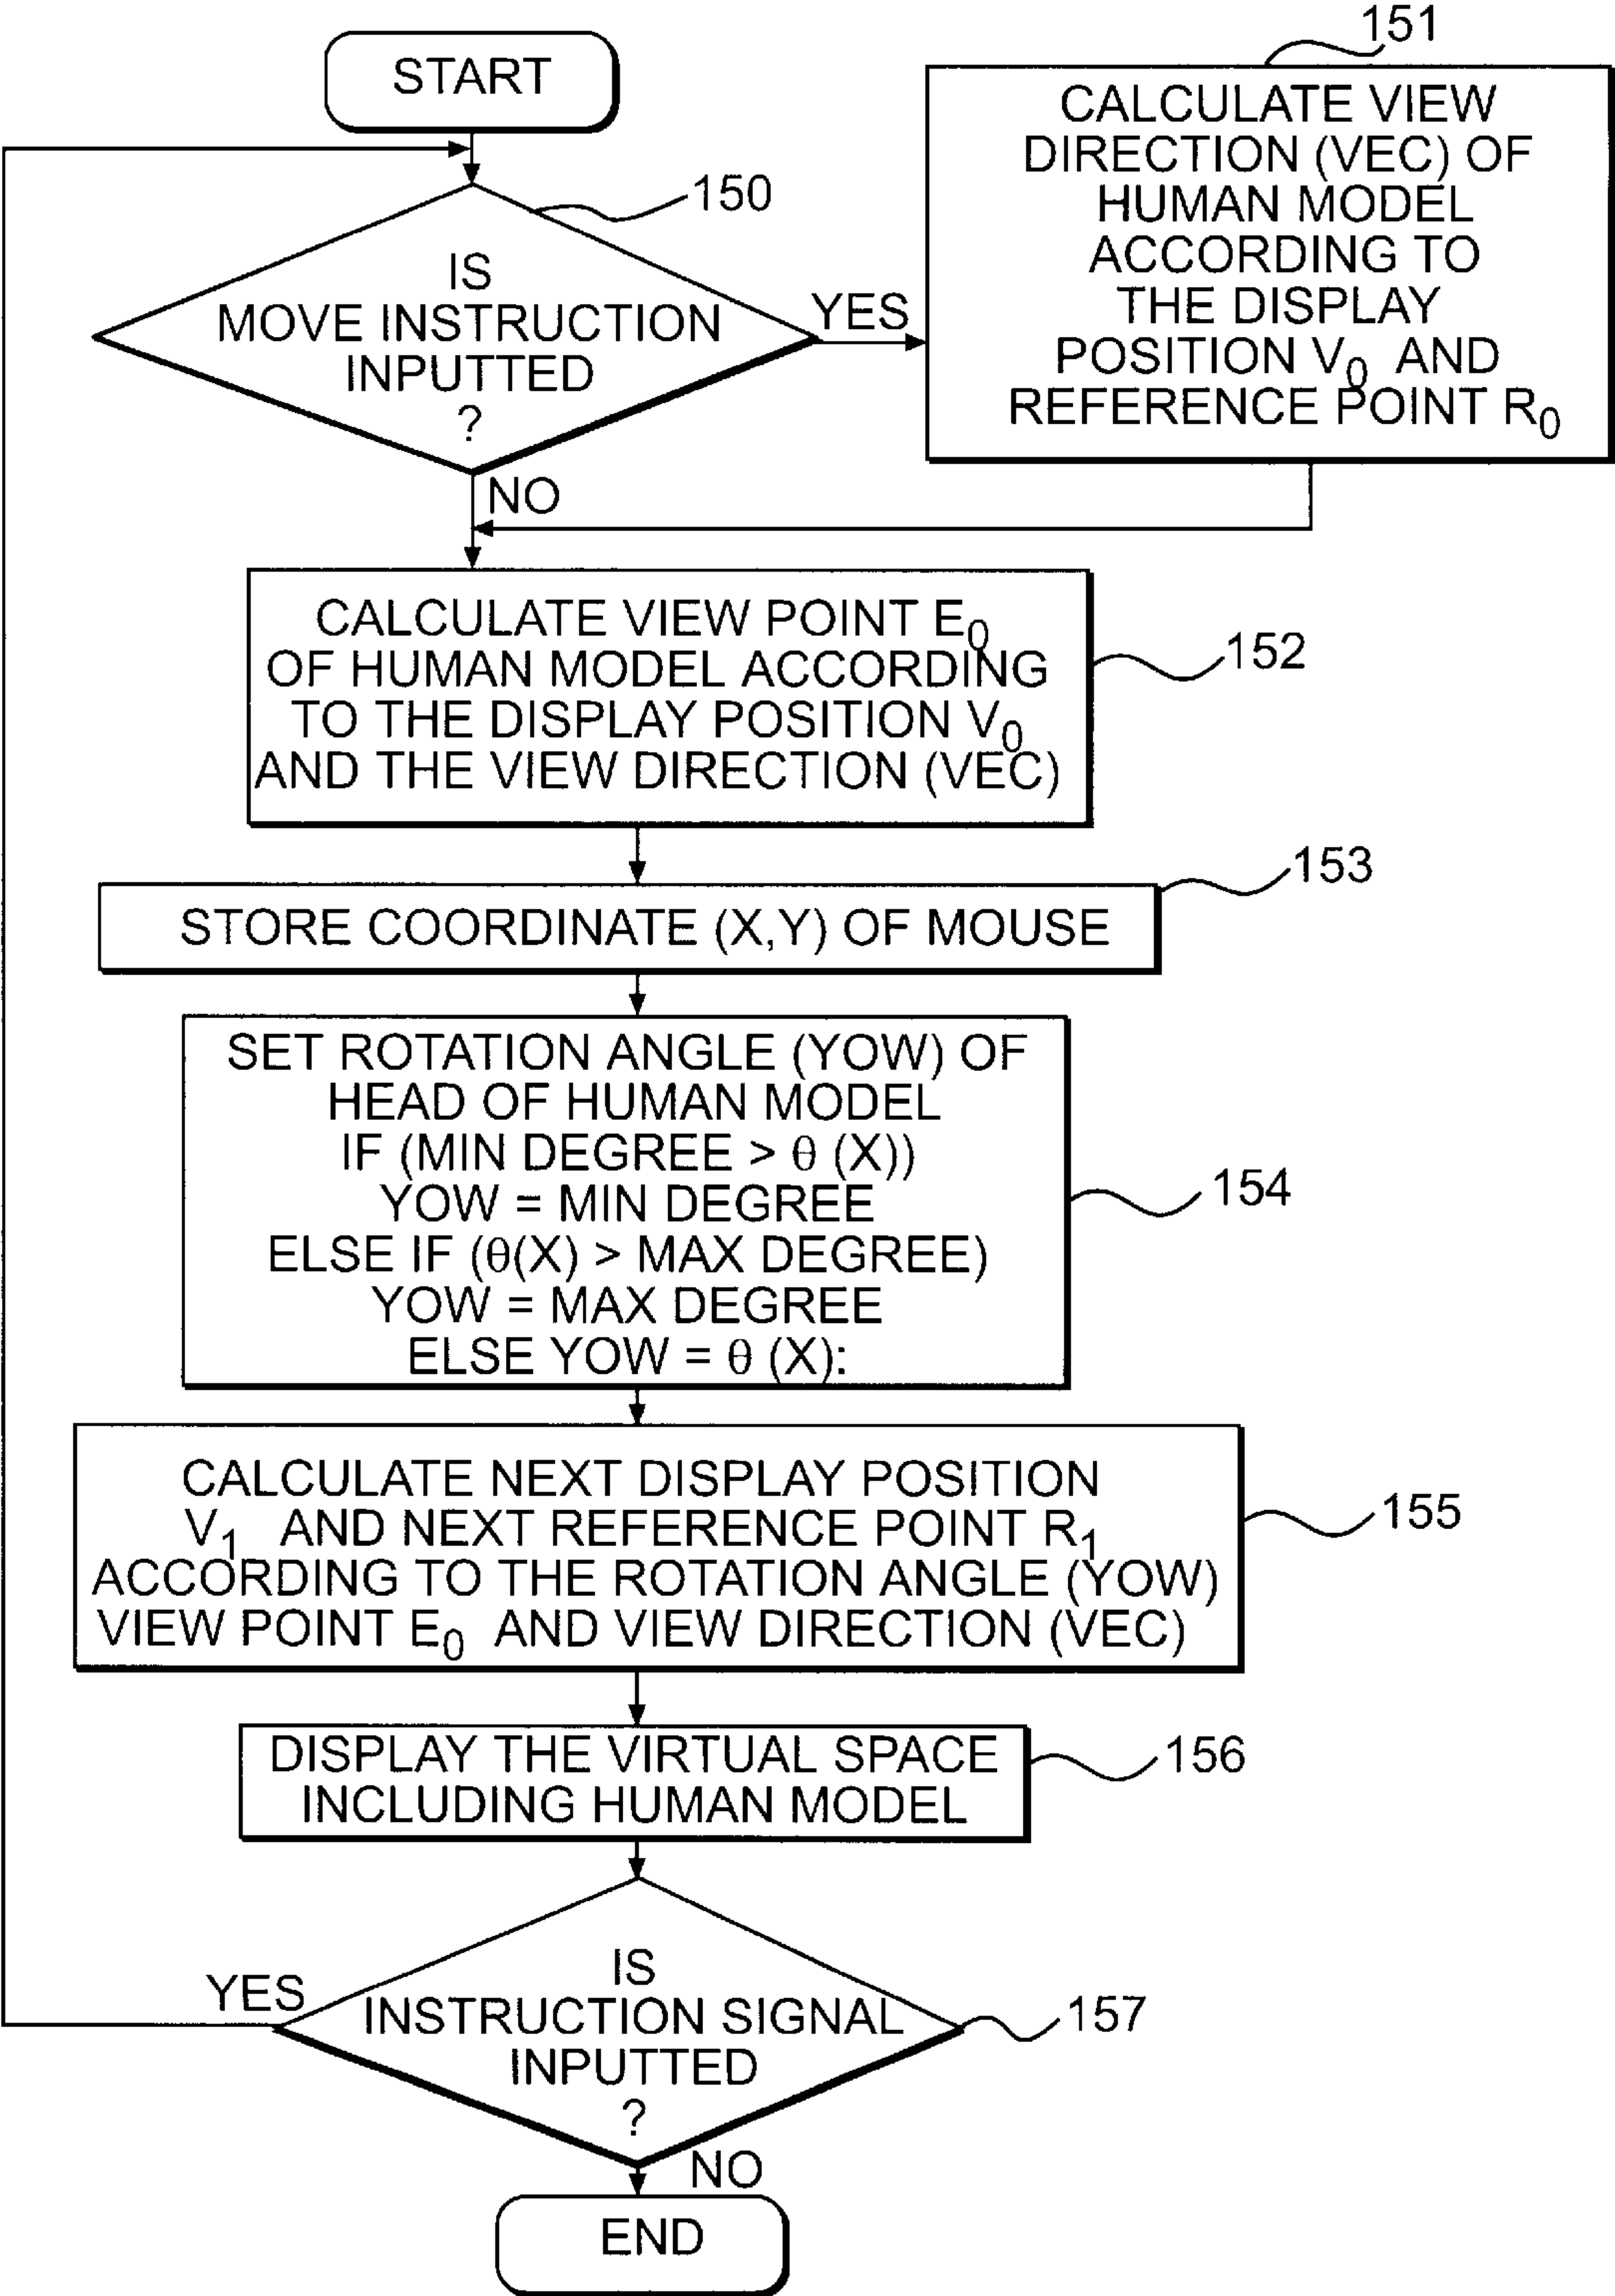 START
150
IS
MOVE INSTRUCTION
INPUTTED
?
YES
NO
151
CALCULATE VIEW
DIRECTION (VEC) OF
HUMAN MODEL
ACCORDING TO
THE DISPLAY
POSITION V0 AND
REFERENCE POINT R0
CALCULATE VIEW POINT E0
OF HUMAN MODEL ACCORDING
TO THE DISPLAY POSITION V0
AND THE VIEW DIRECTION (VEC)
152
153
STORE COORDINATE (X,Y) OF MOUSE
SET ROTATION ANGLE (YOW) OF
HEAD OF HUMAN MODEL
IF (MIN DEGREE > θ (X))
YOW = MIN DEGREE
ELSE IF (θ(X) > MAX DEGREE)
YOW = MAX DEGREE
ELSE YOW = θ (X):
154
CALCULATE NEXT DISPLAY POSITION
V1 AND NEXT REFERENCE POINT R1
ACCORDING TO THE ROTATION ANGLE (YOW)
VIEW POINT E0 AND VIEW DIRECTION (VEC)
155
DISPLAY THE VIRTUAL SPACE
INCLUDING HUMAN MODEL
156
YES
IS
INSTRUCTION SIGNAL
INPUTTED
?
157
NO
END